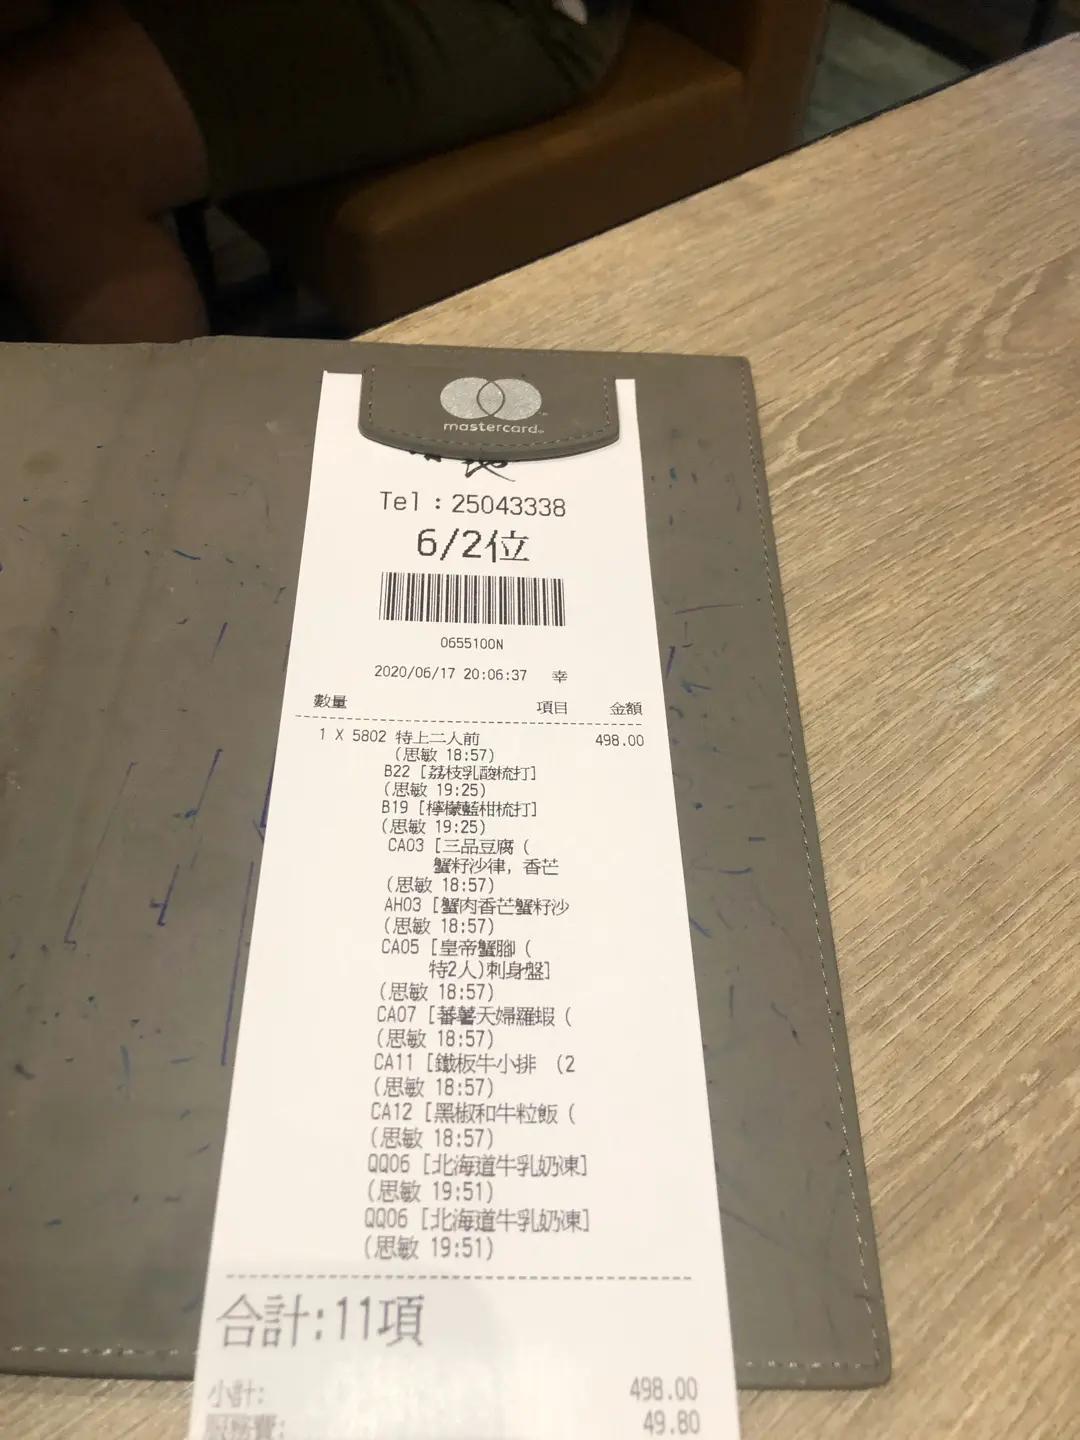 mastercard
Tel：25043338
6/2位
0655100N
2020/06/17 20:06:37 幸
數量 項目 金額
1 X 5802 特上二人前 498.00
(思敏 18:57)
B22 [荔枝乳酸梳打]
(思敏 19:25)
B19 [檸檬藍柑梳打]
(思敏 19:25)
CA03 [三品豆腐 (
蟹籽沙律, 香芒
(思敏 18:57)
AH03 [蟹肉香芒蟹籽沙
(思敏 18:57)
CA05 [皇帝蟹腳 (
特2人)刺身盤]
(思敏 18:57)
CA07 [蕃薯天婦羅蝦 (
(思敏 18:57)
CA11 [鐵板牛小排 (2
(思敏 18:57)
CA12 [黑椒和牛粒飯 (
(思敏 18:57)
QQ06 [北海道牛乳奶凍]
(思敏 19:51)
QQ06 [北海道牛乳奶凍]
(思敏 19:51)
合計:11項
小計: 498.00
服務費: 49.80